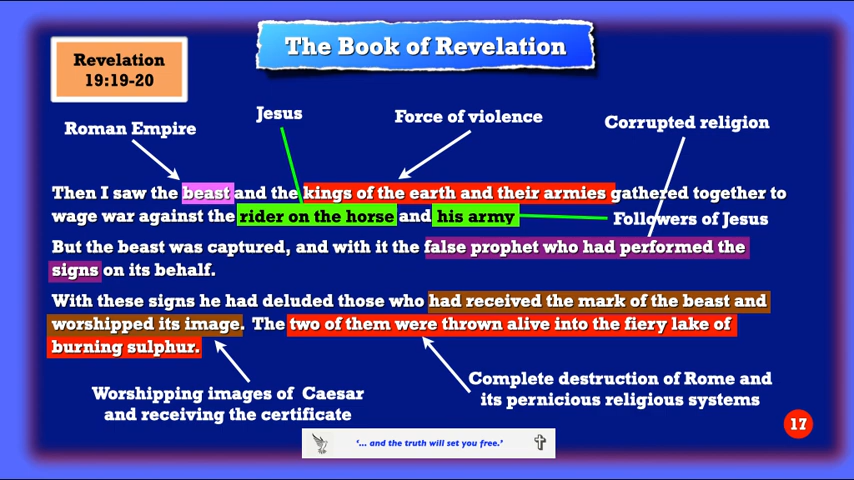 The Book of Revelation
Revelation
19:19-20
Jesus
Force of violence
Corrupted religion
Roman Empire
Then I saw the beast and the kings of the earth and their armies gathered together to
wage war against the rider on the horse and his army
Followers of Jesus
But the beast was captured, and with it the false prophet who had performed the
signs on its behalf.
With these signs he had deluded those who had received the mark of the beast and
worshipped its image. The two of them were thrown alive into the fiery lake of
burning sulphur.
Worshipping images of Caesar
and receiving the certificate
Complete destruction of Rome and
its pernicious religious systems
17
‘... and the truth will set you free.’